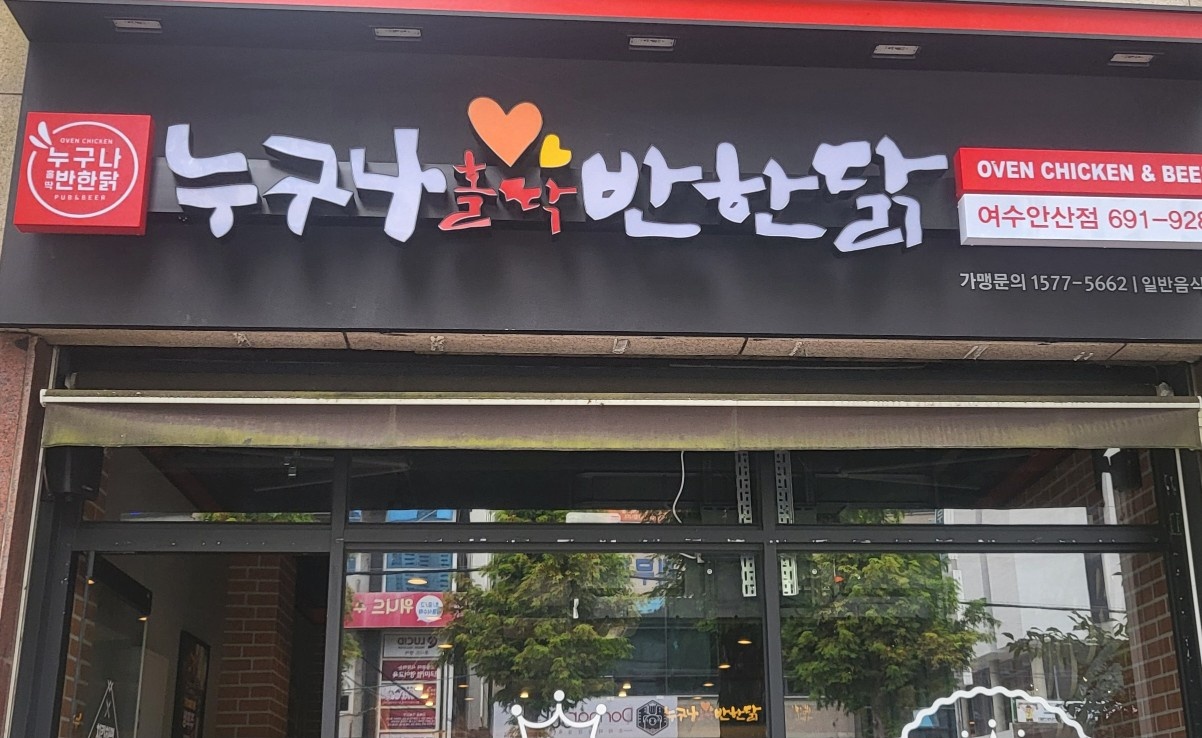 OVEN CHICKEN
누구나
홀딱 반한닭
PUB&BEER
누구나 홀딱 반한닭
OVEN CHICKEN & BEE
여수안산점 691-928
가맹문의 1577-5662 | 일반음식
LUCID
누구나 반한닭